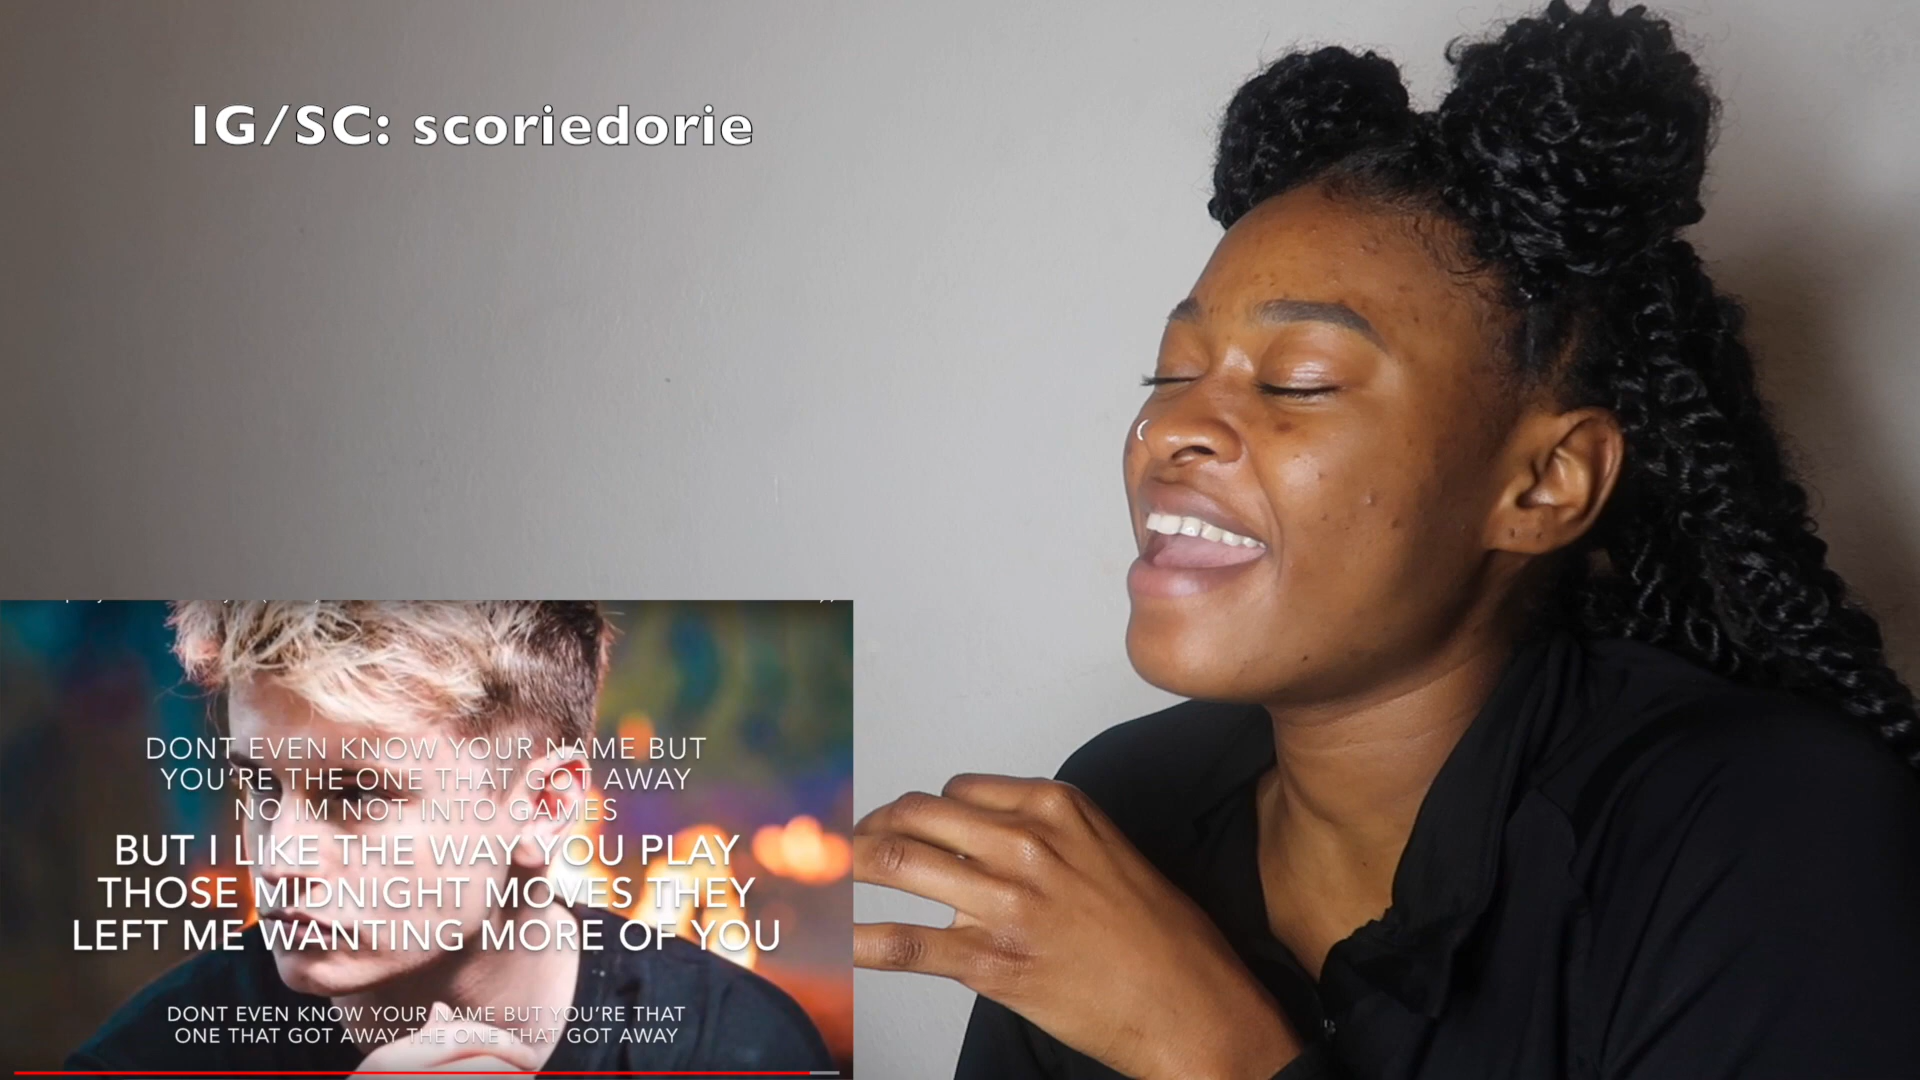 IG/SC: scoriedorie
DONT EVEN KNOW YOUR NAME BUT
YOU'RE THE ONE THAT GOT AWAY
NO IM NOT INTO GAMES
BUT I LIKE THE WAY YOU PLAY
THOSE MIDNIGHT MOVES THEY
LEFT ME WANTING MORE OF YOU
DONT EVEN KNOW YOUR NAME BUT YOU'RE THAT
ONE THAT GOT AWAY THE ONE THAT GOT AWAY